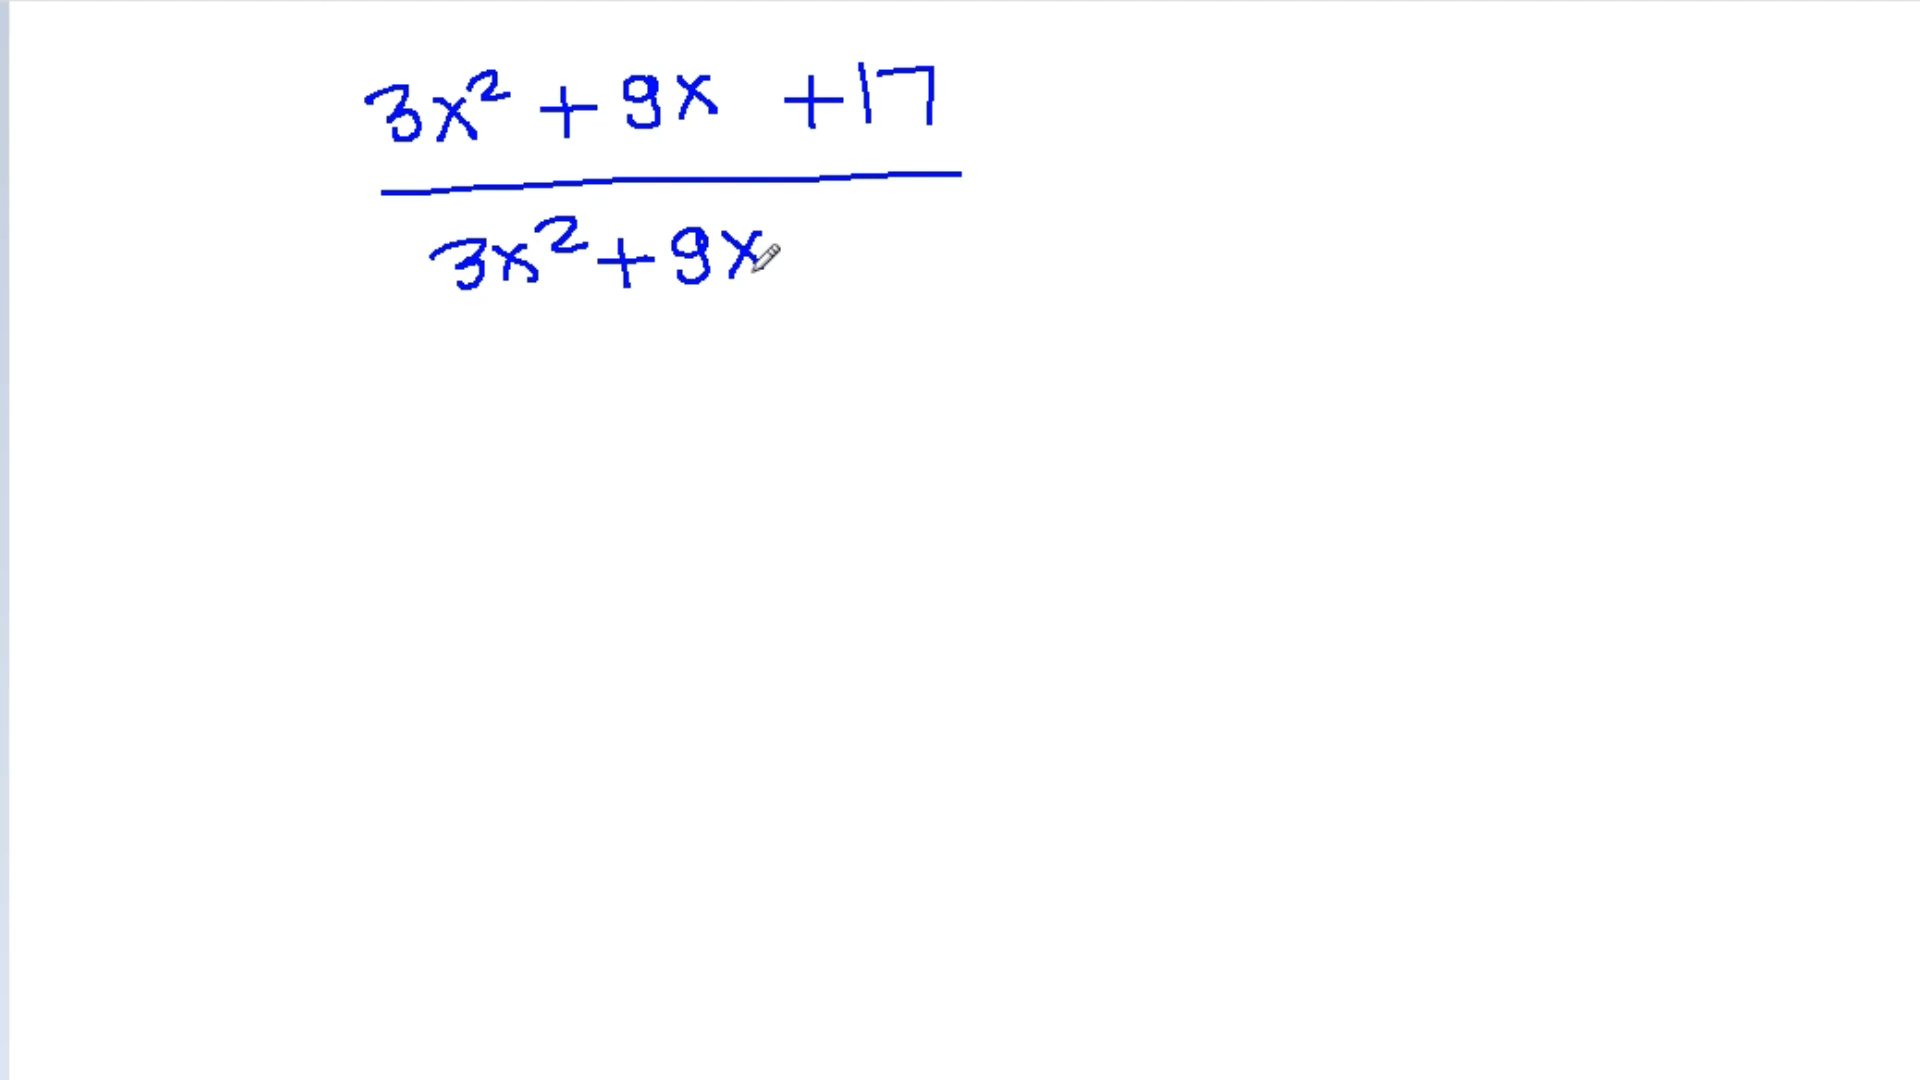 3x² + 9x + 17
3x² + 9x